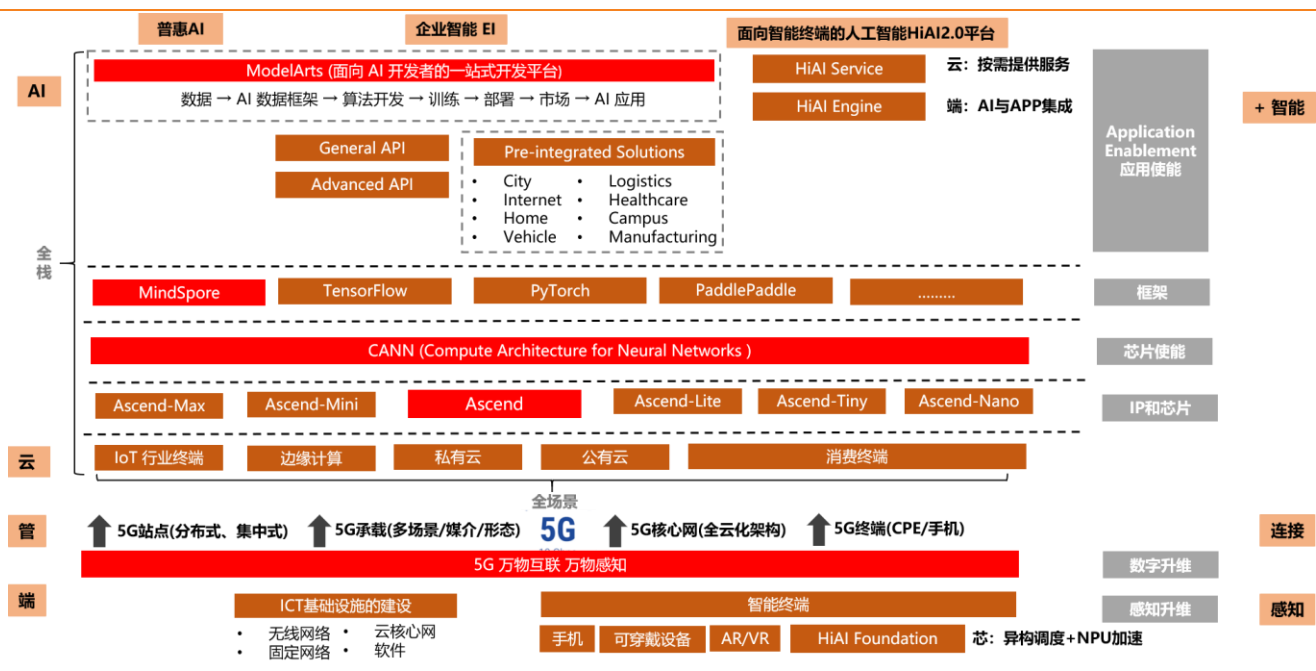 普惠AI
企业智能 EI
面向智能终端的人工智能HiAI2.0平台
AI
ModelArts (面向 AI 开发者的一站式开发平台)
数据 → AI 数据框架 → 算法开发 → 训练 → 部署 → 市场 → AI 应用
HiAI Service
云：按需提供服务
HiAI Engine
端：AI与APP集成
+ 智能
Application
Enablement
应用使能
General API
Advanced API
Pre-integrated Solutions
• City
• Internet
• Home
• Vehicle
• Logistics
• Healthcare
• Campus
• Manufacturing
全
栈
MindSpore
TensorFlow
PyTorch
PaddlePaddle
.........
框架
CANN (Compute Architecture for Neural Networks )
芯片使能
Ascend-Max
Ascend-Mini
Ascend
Ascend-Lite
Ascend-Tiny
Ascend-Nano
IP和芯片
云
IoT 行业终端
边缘计算
私有云
公有云
消费终端
全场景
管
5G站点(分布式、集中式)
5G承载(多场景/媒介/形态)
5G
5G核心网(全云化架构)
5G终端(CPE/手机)
连接
5G 万物互联 万物感知
数字升维
端
ICT基础设施的建设
智能终端
感知升维
感知
• 无线网络
• 固定网络
• 云核心网
• 软件
手机
可穿戴设备
AR/VR
HiAI Foundation
芯：异构调度+NPU加速